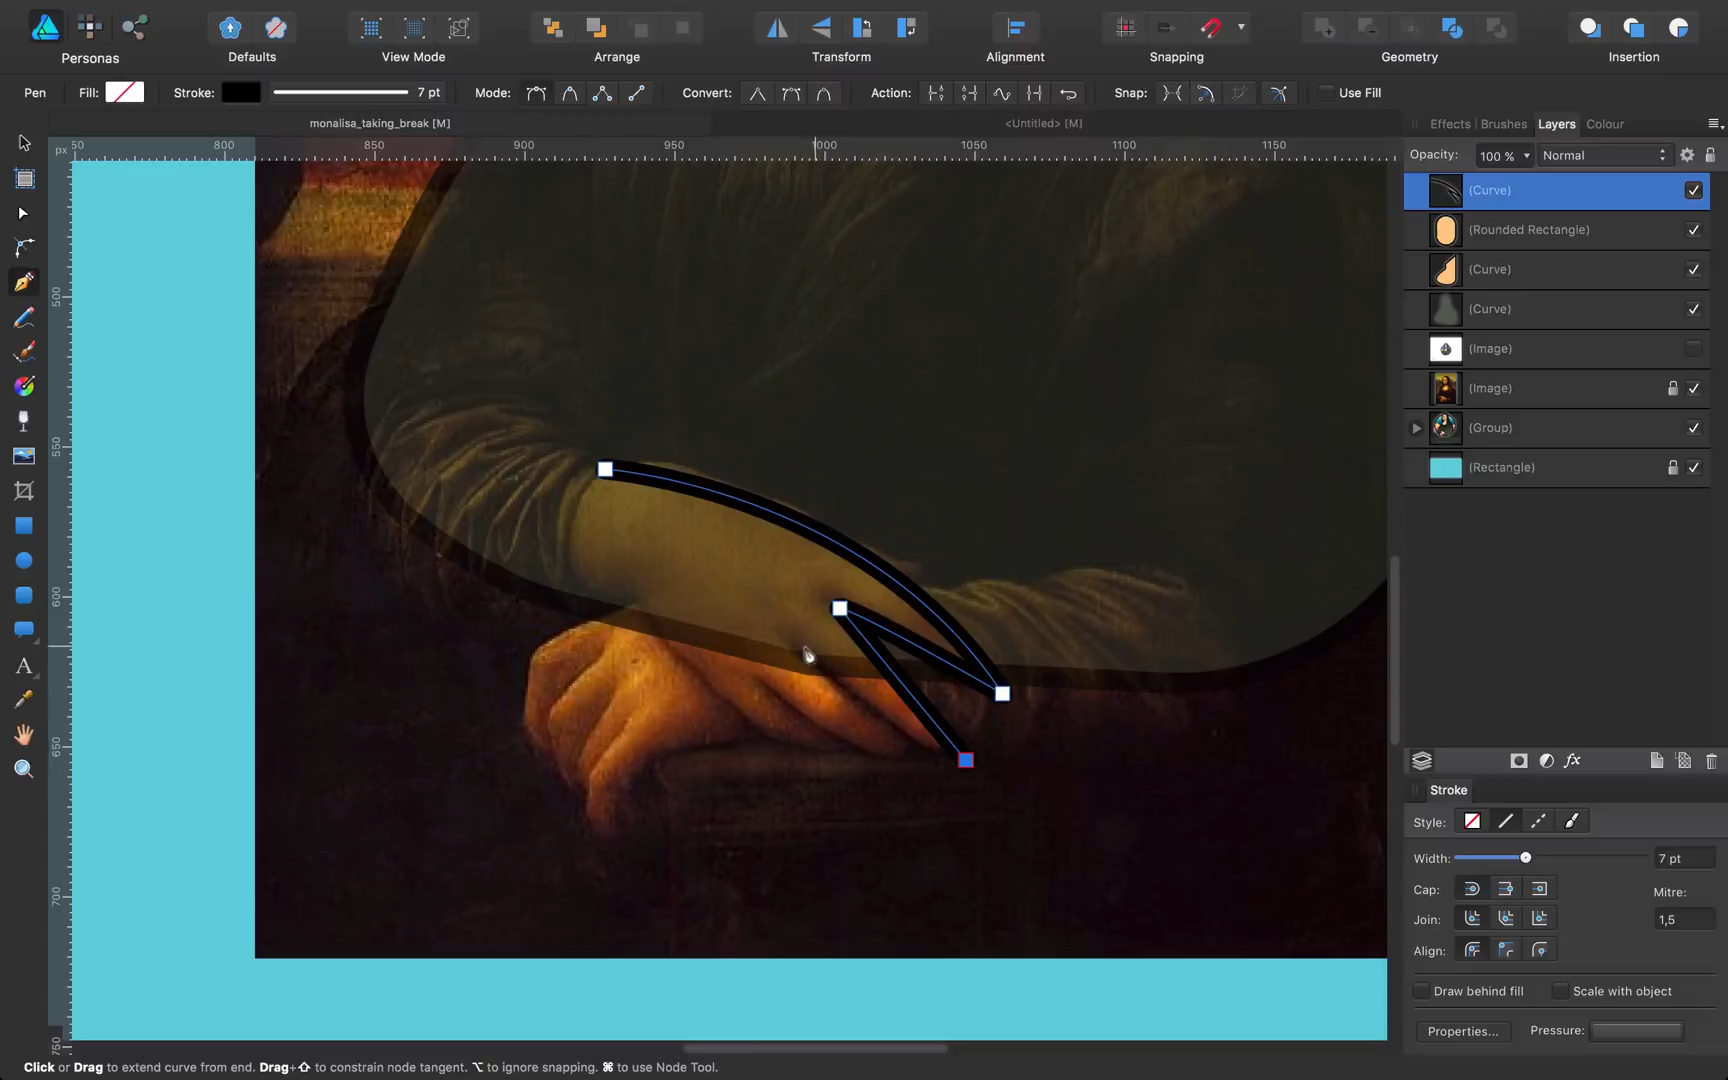 Personas
Defaults
View Mode
Arrange
Transform
Alignment
Snapping
Geometry
Insertion
Pen Fill: Stroke: 7 pt Mode: Convert: Action: Snap: Use Fill
monalisa_taking_break [M]
<Untitled> [M]
Effects Brushes Layers Colour
px 50 800 850 900 950 1000 1050 1100 1150
500
550
600
650
700
750
Opacity: 100 % Normal
(Curve)
(Rounded Rectangle)
(Curve)
(Curve)
(Image)
(Image)
(Group)
(Rectangle)
fx
Stroke
Style:
Width: 7 pt
Cap: Mitre:
Join: 1,5
Align:
Draw behind fill Scale with object
Properties... Pressure:
Click or Drag to extend curve from end. Drag+⇧ to constrain node tangent. ⌥ to ignore snapping. ⌘ to use Node Tool.